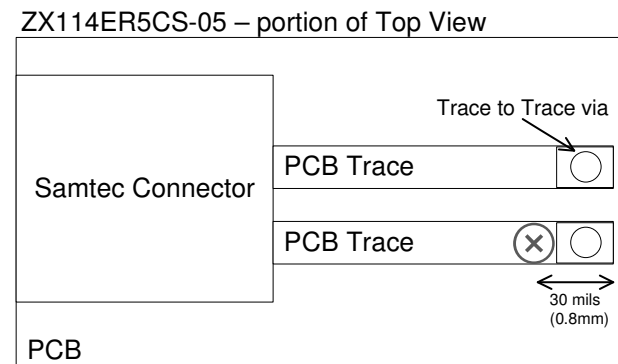 ZX114ER5CS-05 – portion of Top View
Trace to Trace via
PCB Trace
Samtec Connector
PCB Trace
30 mils
(0.8mm)
PCB